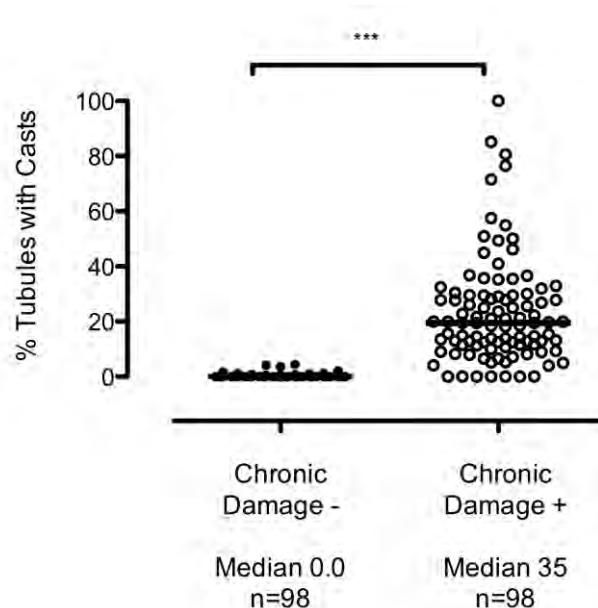 ***
% Tubules with Casts
100
80
60
40
20
0
Chronic
Damage -
Chronic
Damage +
Median 0.0
n=98
Median 35
n=98